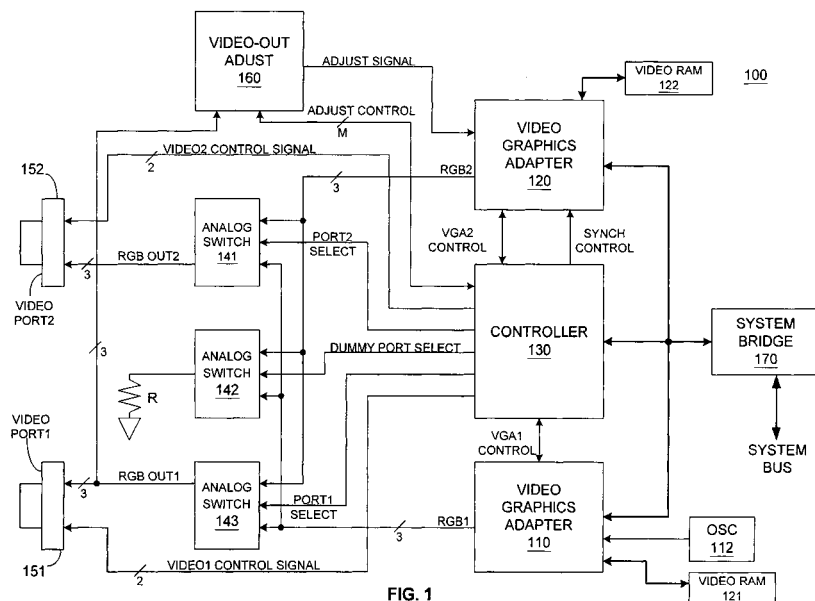 VIDEO-OUT
ADUST
160
ADJUST SIGNAL
ADJUST CONTROL
M
VIDEO RAM
122
100
VIDEO
GRAPHICS
ADAPTER
120
VIDEO2 CONTROL SIGNAL
2
152
RGB2
3
ANALOG
SWITCH
141
PORT2
SELECT
VGA2
CONTROL
SYNCH
CONTROL
RGB OUT2
3
VIDEO
PORT2
CONTROLLER
130
SYSTEM
BRIDGE
170
3
ANALOG
SWITCH
142
DUMMY PORT SELECT
R
SYSTEM
BUS
VIDEO
PORT1
VGA1
CONTROL
RGB OUT1
3
ANALOG
SWITCH
143
PORT1
SELECT
RGB1
3
VIDEO
GRAPHICS
ADAPTER
110
OSC
112
151
VIDEO1 CONTROL SIGNAL
2
VIDEO RAM
121
FIG. 1